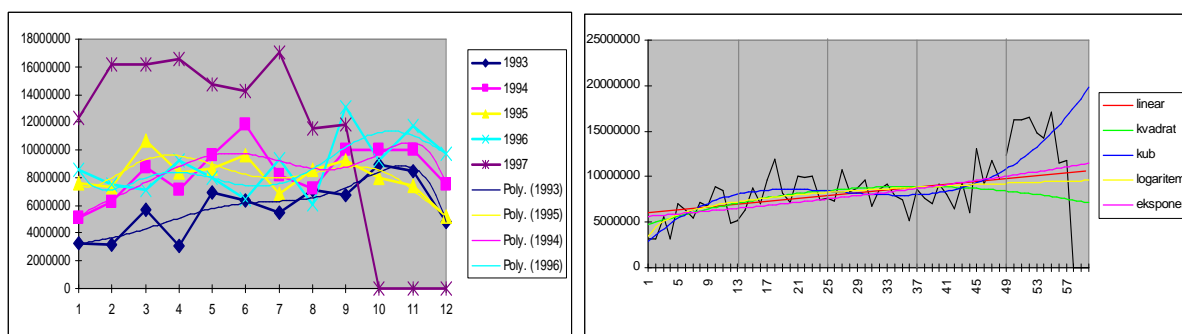 18000000
16000000
14000000
12000000
10000000
8000000
6000000
4000000
2000000
0
1 2 3 4 5 6 7 8 9 10 11 12
1993
1994
1995
1996
1997
Poly. (1993)
Poly. (1995)
Poly. (1994)
Poly. (1996)
25000000
20000000
15000000
10000000
5000000
0
1 5 9 13 17 21 25 29 33 37 41 45 49 53 57
linear
kvadrat
kub
logaritem
ekspone